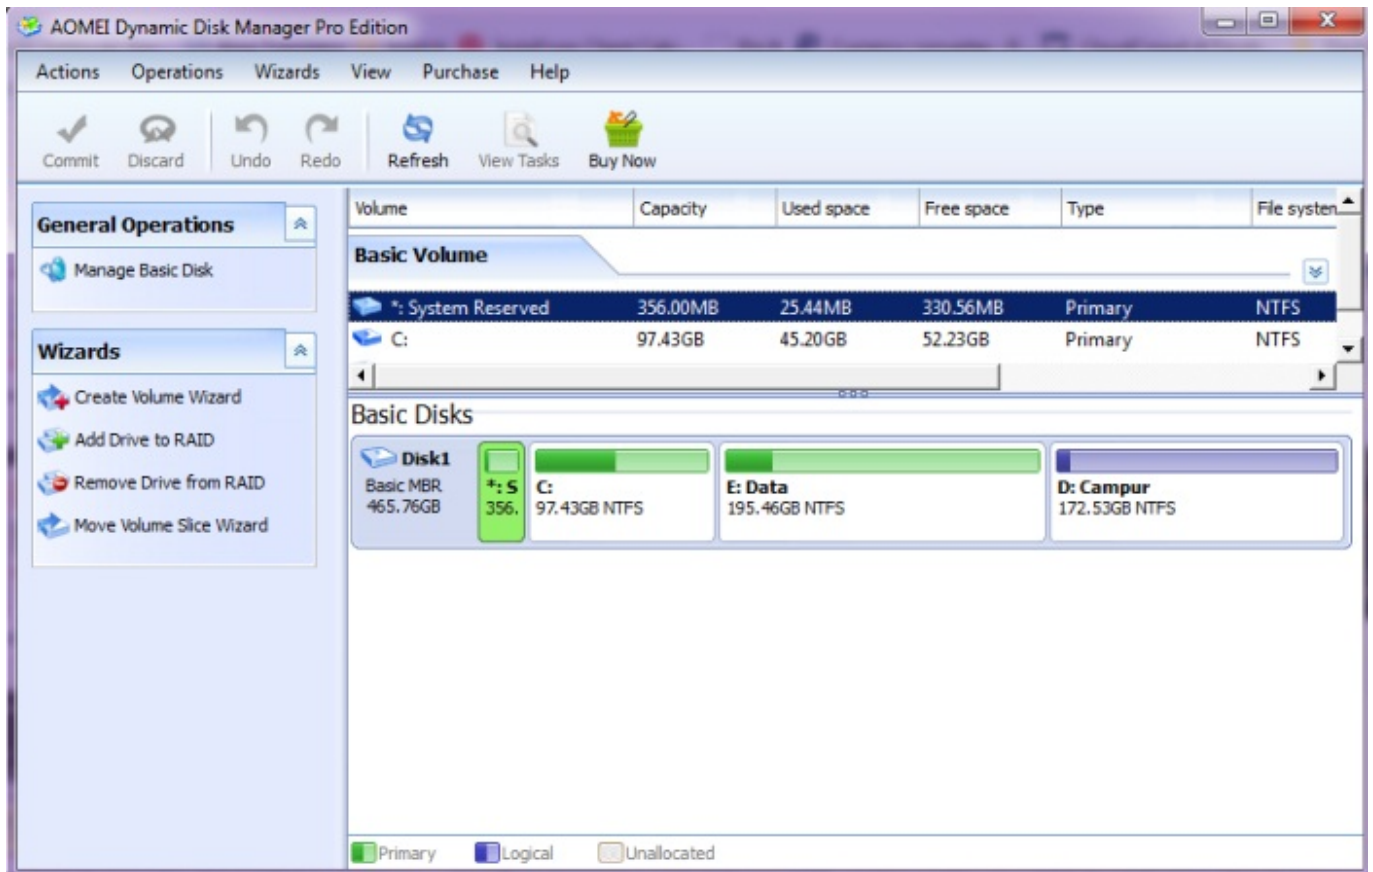 AOMEI Dynamic Disk Manager Pro Edition
Actions Operations Wizards View Purchase Help
Commit Discard Undo Redo Refresh View Tasks Buy Now
General Operations
Manage Basic Disk
Wizards
Create Volume Wizard
Add Drive to RAID
Remove Drive from RAID
Move Volume Slice Wizard
Volume Capacity Used space Free space Type File system
Basic Volume
*: System Reserved 356.00MB 25.44MB 330.56MB Primary NTFS
C: 97.43GB 45.20GB 52.23GB Primary NTFS
Basic Disks
Disk1
Basic MBR
465.76GB
*: S
356.
C:
97.43GB NTFS
E: Data
195.46GB NTFS
D: Campur
172.53GB NTFS
Primary Logical Unallocated